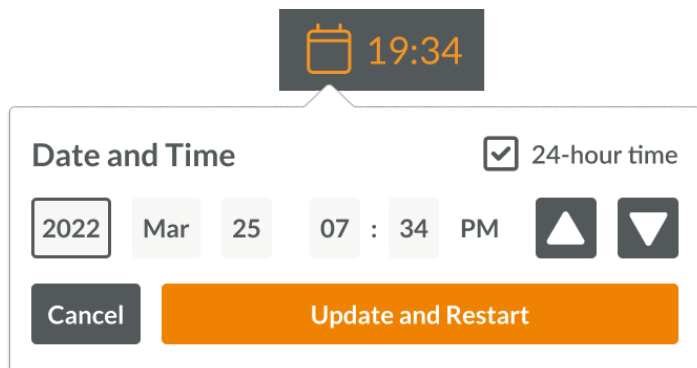 19:34
Date and Time 24-hour time
2022 Mar 25 07 : 34 PM
Cancel Update and Restart